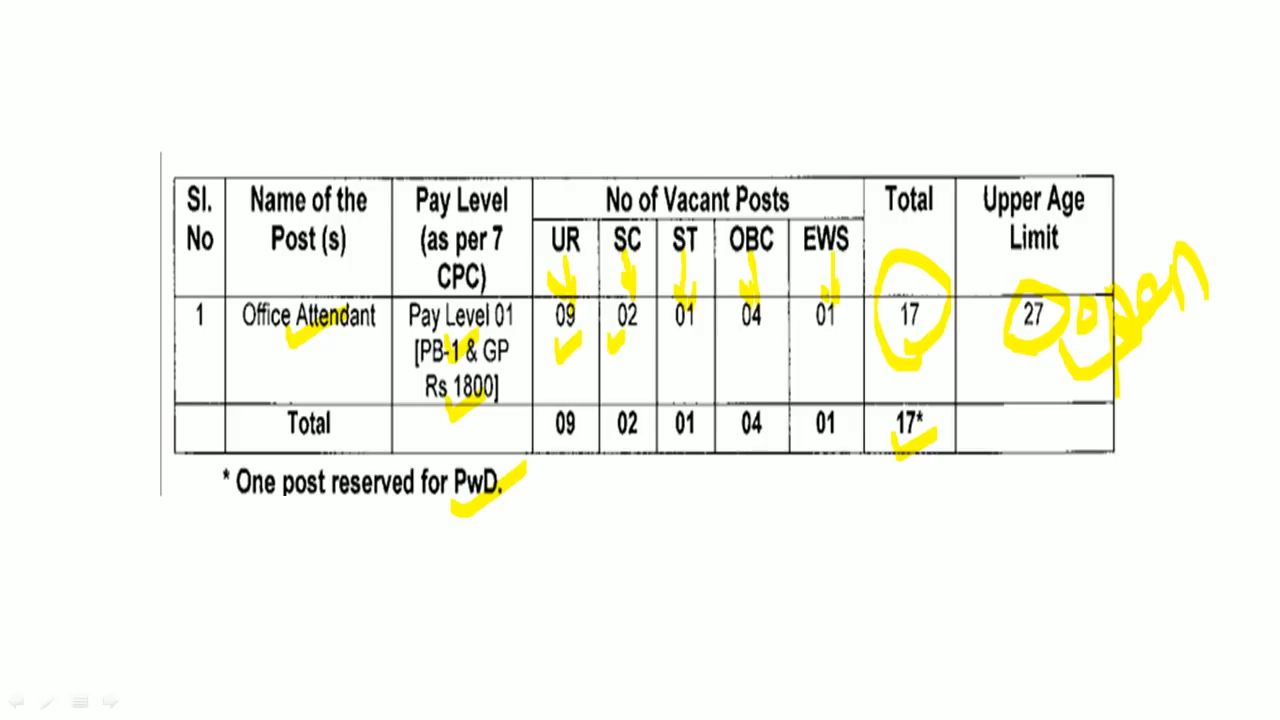 Sl. No Name of the Post (s) Pay Level (as per 7 CPC) No of Vacant Posts Total Upper Age Limit
UR SC ST OBC EWS
1 Office Attendant Pay Level 01 [PB-1 & GP Rs 1800] 09 02 01 04 01 17 27 open
Total 09 02 01 04 01 17*
* One post reserved for PwD.